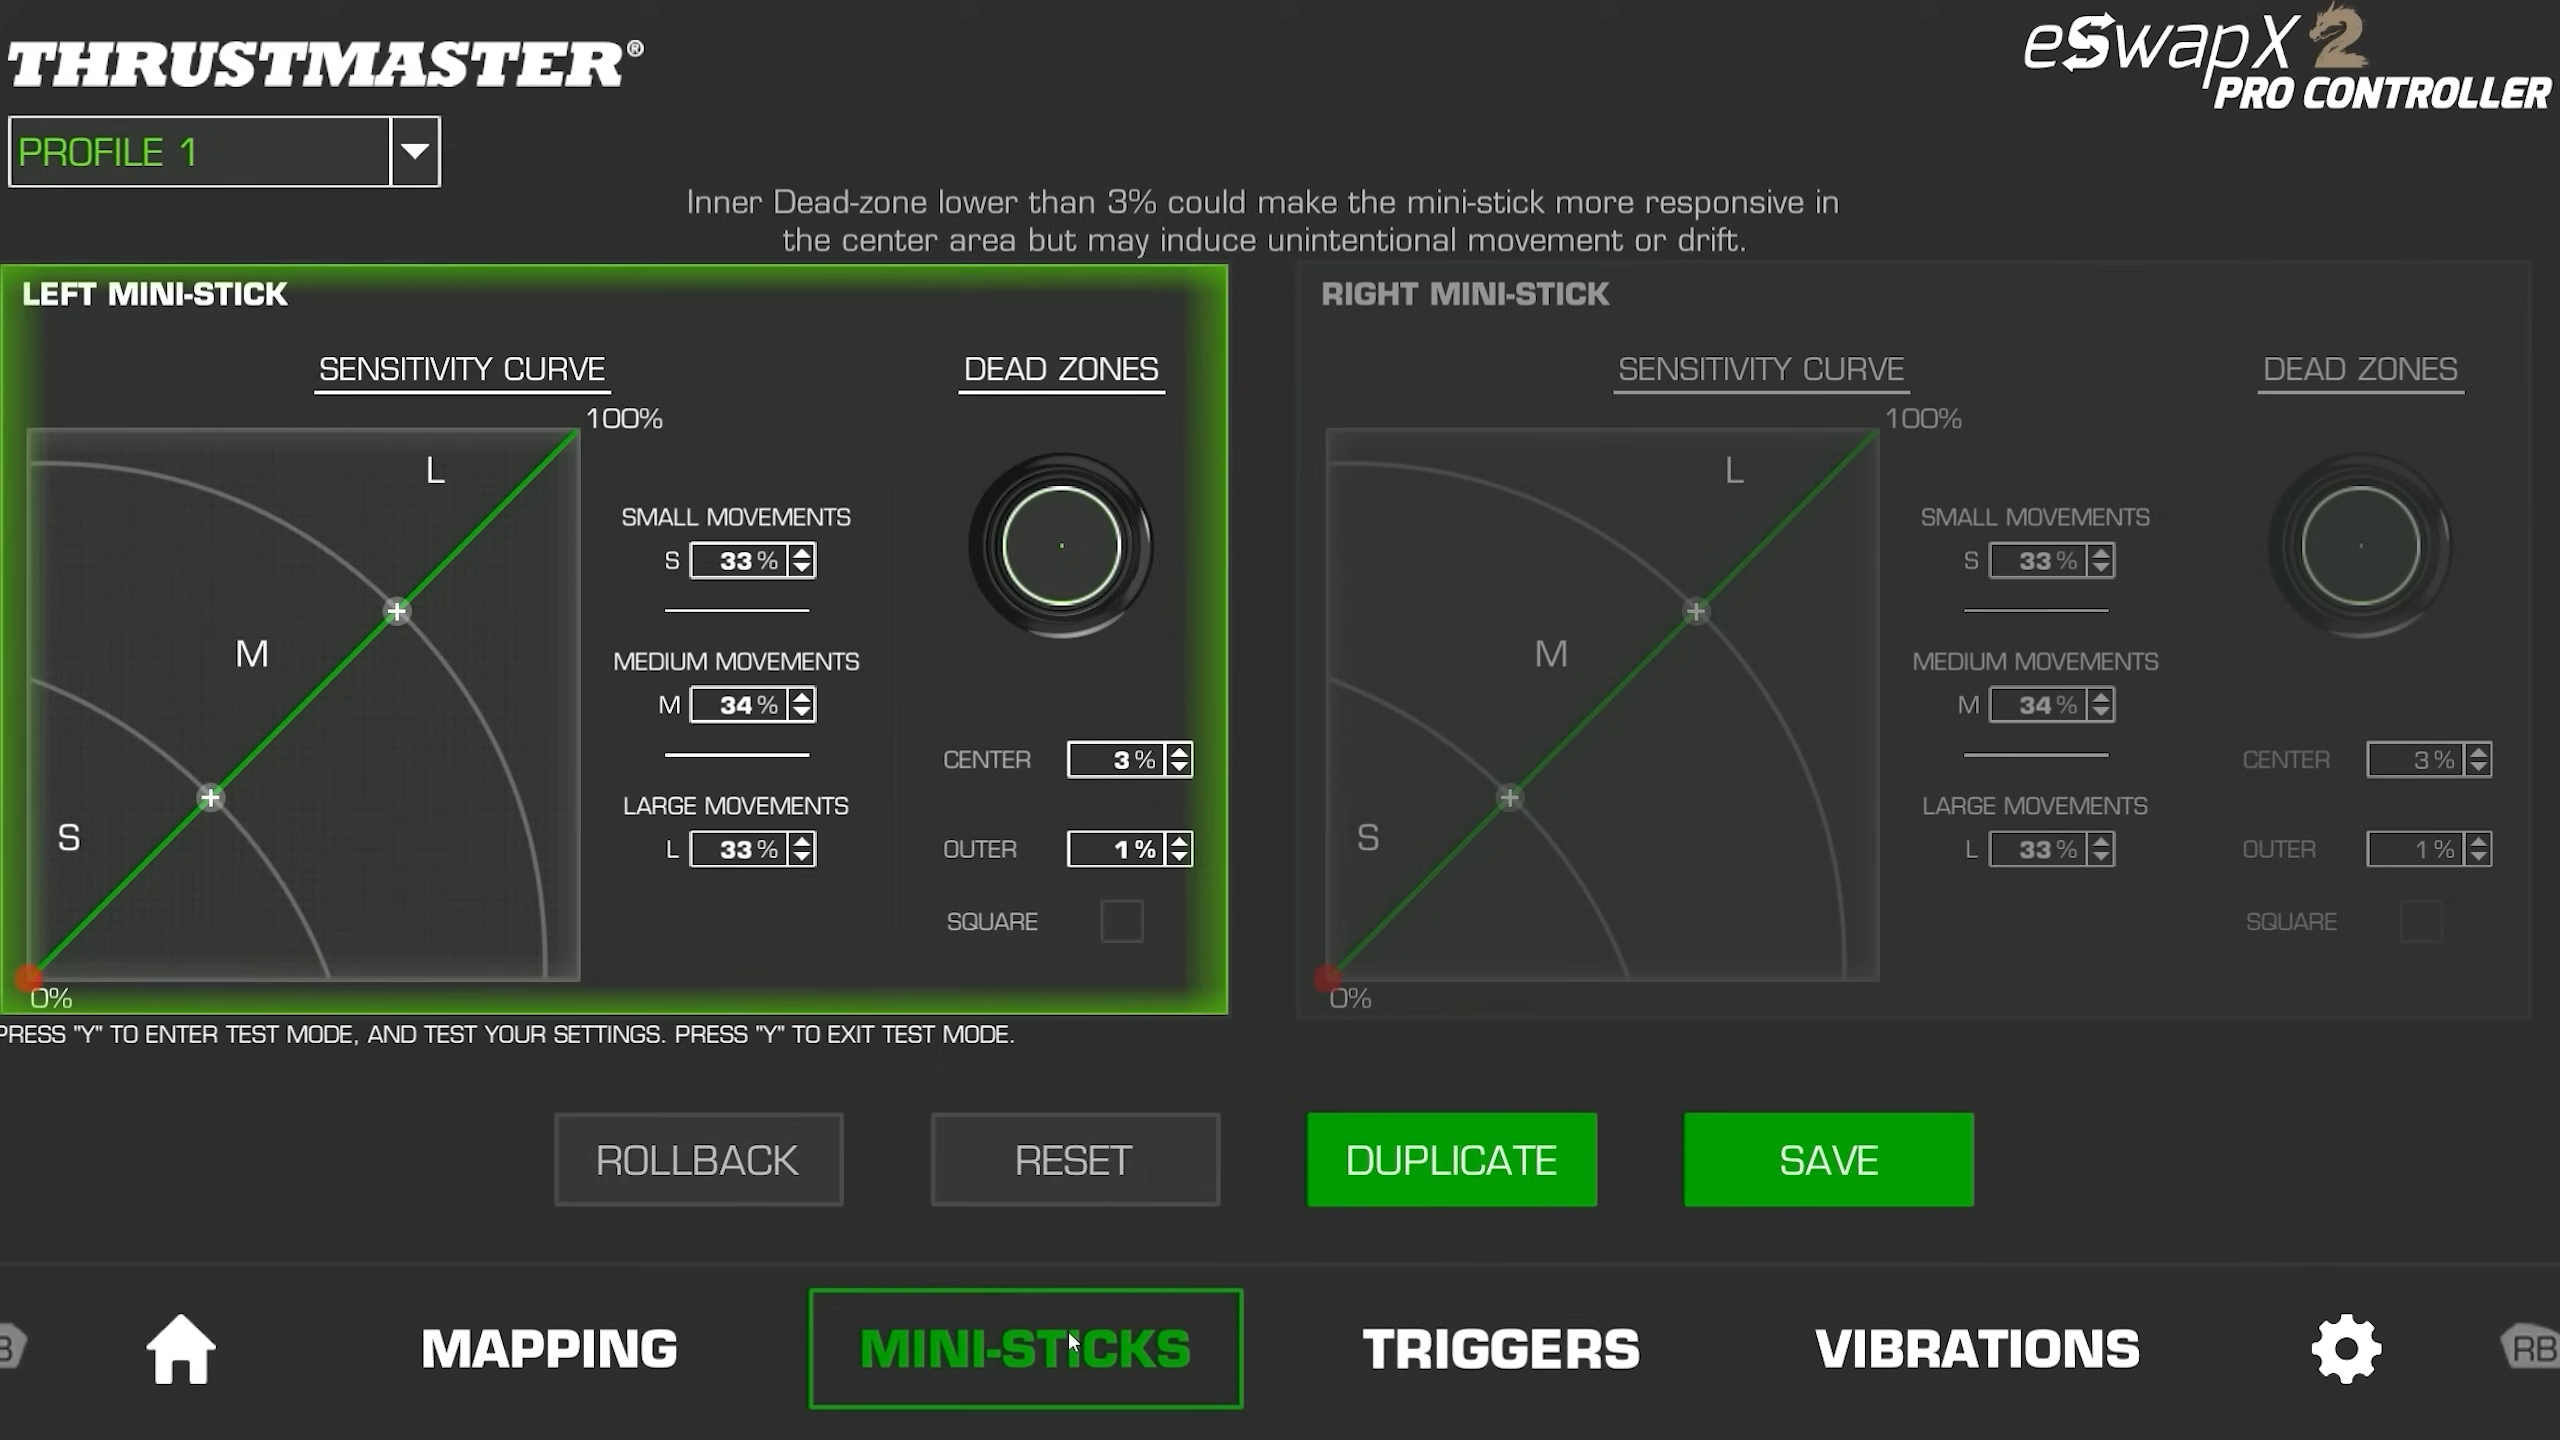 THRUSTMASTER®
eSwapX 2
PRO CONTROLLER
PROFILE 1
Inner Dead-zone lower than 3% could make the mini-stick more responsive in
the center area but may induce unintentional movement or drift.
LEFT MINI-STICK
SENSITIVITY CURVE
DEAD ZONES
100%
L
SMALL MOVEMENTS
S 33 %
M
MEDIUM MOVEMENTS
M 34 %
CENTER 3 %
LARGE MOVEMENTS
S
L 33 %
OUTER 1 %
SQUARE
0%
PRESS "Y" TO ENTER TEST MODE, AND TEST YOUR SETTINGS. PRESS "Y" TO EXIT TEST MODE.
RIGHT MINI-STICK
SENSITIVITY CURVE
DEAD ZONES
100%
L
SMALL MOVEMENTS
S 33 %
M
MEDIUM MOVEMENTS
M 34 %
CENTER 3 %
LARGE MOVEMENTS
S
L 33 %
OUTER 1 %
SQUARE
0%
ROLLBACK
RESET
DUPLICATE
SAVE
B
MAPPING
MINI-STICKS
TRIGGERS
VIBRATIONS
RB